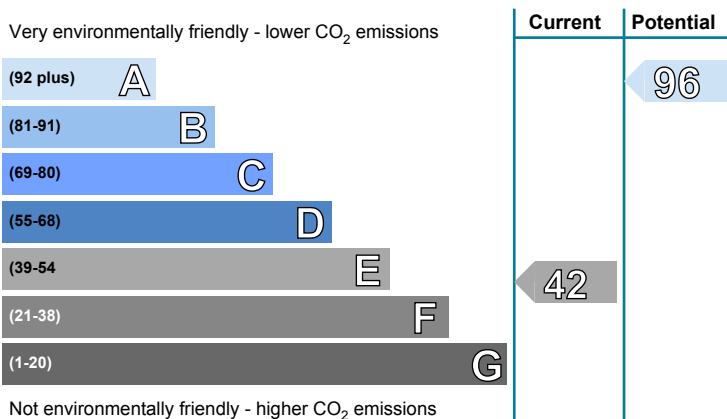 Current Potential
Very environmentally friendly - lower CO2 emissions
(92 plus) A 96
(81-91) B
(69-80) C
(55-68) D
(39-54 E 42
(21-38) F
(1-20) G
Not environmentally friendly - higher CO2 emissions